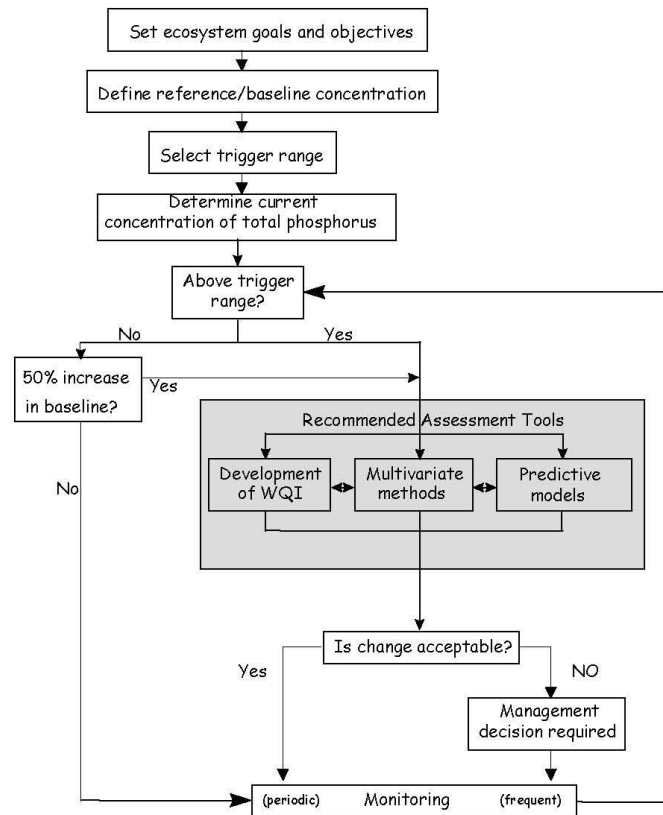 Set ecosystem goals and objectives
Define reference/baseline concentration
Select trigger range
Determine current
concentration of total phosphorus
Above trigger
range?
No
Yes
50% increase
in baseline?
Yes
Recommended Assessment Tools
Development
of WQI
Multivariate
methods
Predictive
models
No
Is change acceptable?
Yes
NO
Management
decision required
(periodic) Monitoring (frequent)